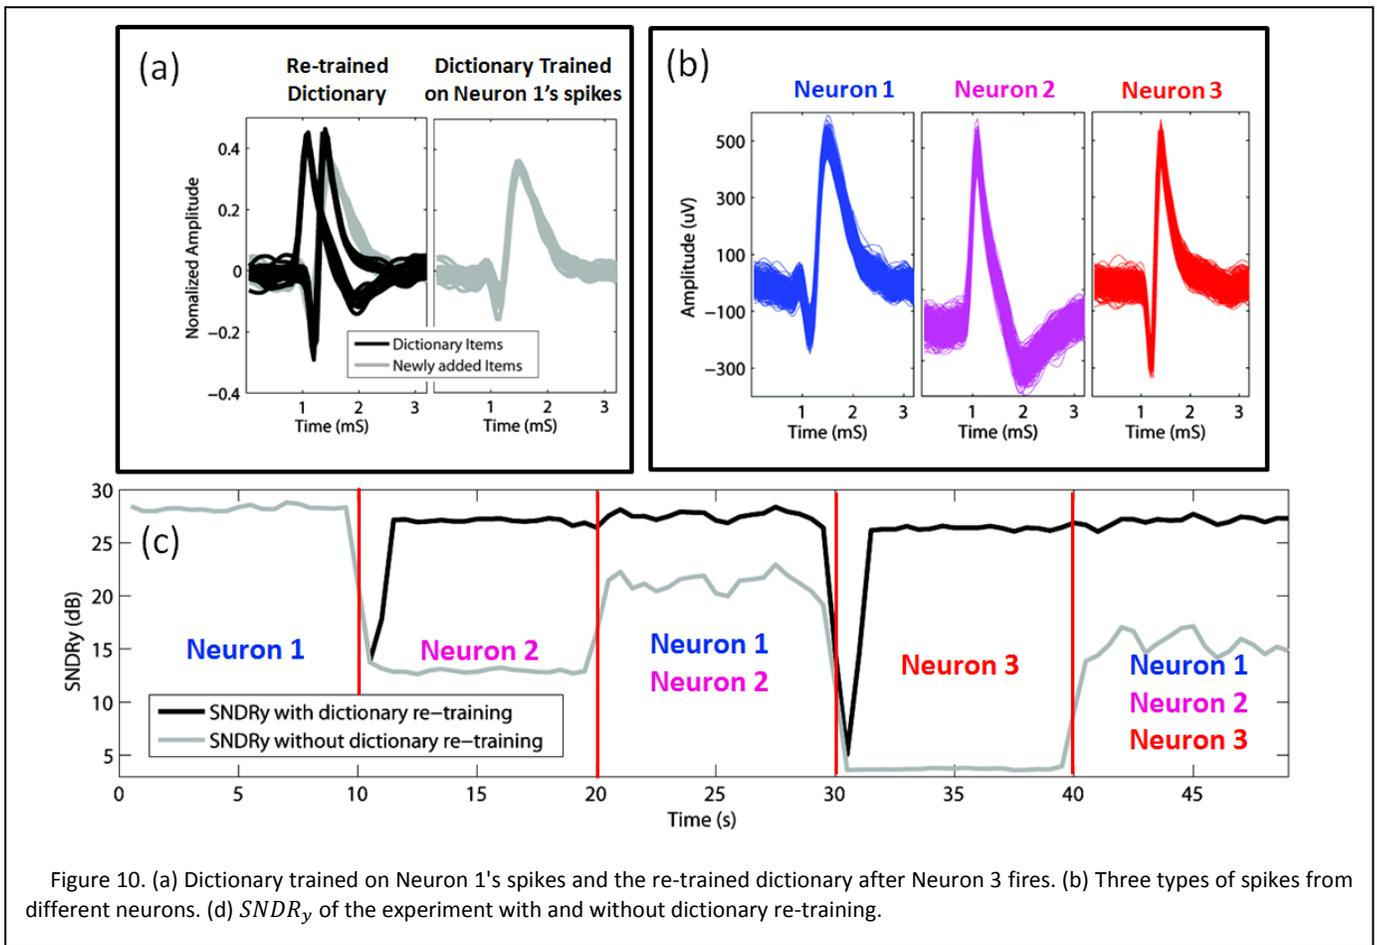 (a)
Re-trained
Dictionary
Dictionary Trained
on Neuron 1's spikes
Nomalized Amplitude
0.4
0.2
0
−0.2
−0.4
Dictionary Items
Newly added Items
1 2 3
Time (mS)
1 2 3
Time (mS)
(b)
Neuron 1
Neuron 2
Neuron 3
Amplitude (uV)
500
300
100
−100
−300
1 2 3
Time (mS)
1 2 3
Time (mS)
1 2 3
Time (mS)
(c)
SNDRy (dB)
30
25
20
15
10
5
Neuron 1
Neuron 2
Neuron 1
Neuron 2
Neuron 3
Neuron 1
Neuron 2
Neuron 3
SNDRy with dictionary re−training
SNDRy without dictionary re−training
0 5 10 15 20 25 30 35 40 45
Time (s)
Figure 10. (a) Dictionary trained on Neuron 1's spikes and the re-trained dictionary after Neuron 3 fires. (b) Three types of spikes from
different neurons. (d) SNDR_y of the experiment with and without dictionary re-training.